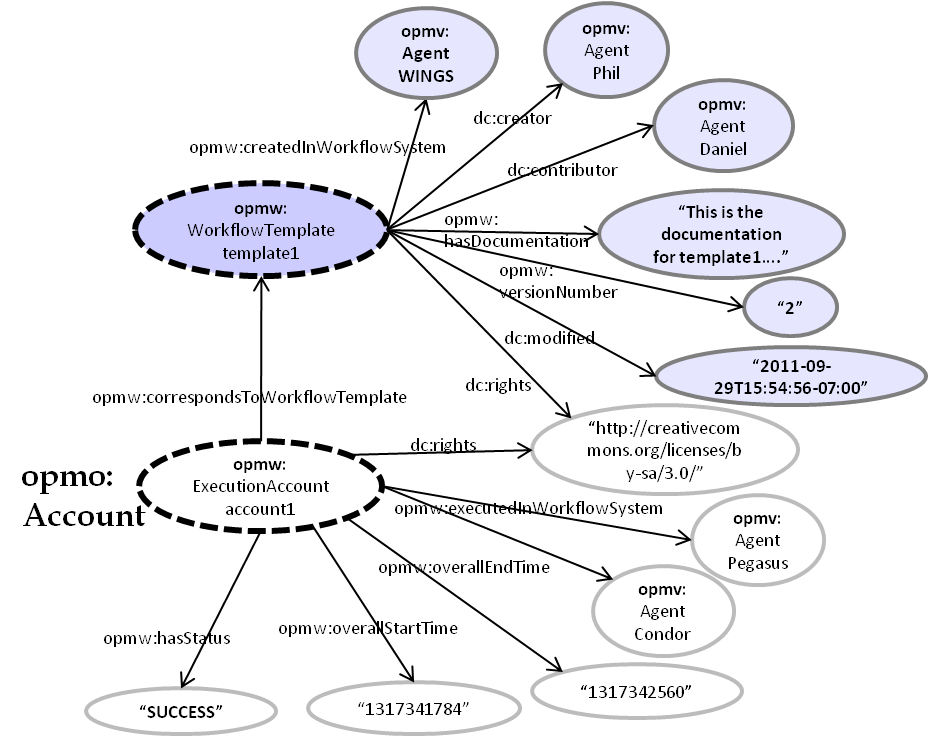 opmv:
Agent
WINGS
opmv:
Agent
Phil
dc:creator
opmv:
Agent
Daniel
opmw:createdInWorkflowSystem
dc:contributor
opmw:
WorkflowTemplate
template1
opmw:
hasDocumentation
“This is the
documentation
for template1....”
opmw:
versionNumber
“2”
dc:modified
“2011-09-
29T15:54:56-07:00”
dc:rights
opmw:correspondsToWorkflowTemplate
“http://creativecom
mons.org/licenses/b
y-sa/3.0/”
dc:rights
opmo:
Account
opmw:
ExecutionAccount
account1
opmw:executedInWorkflowSystem
opmv:
Agent
Pegasus
opmw:overallEndTime
opmv:
Agent
Condor
opmw:hasStatus
opmw:overallStartTime
“SUCCESS”
“1317341784”
“1317342560”